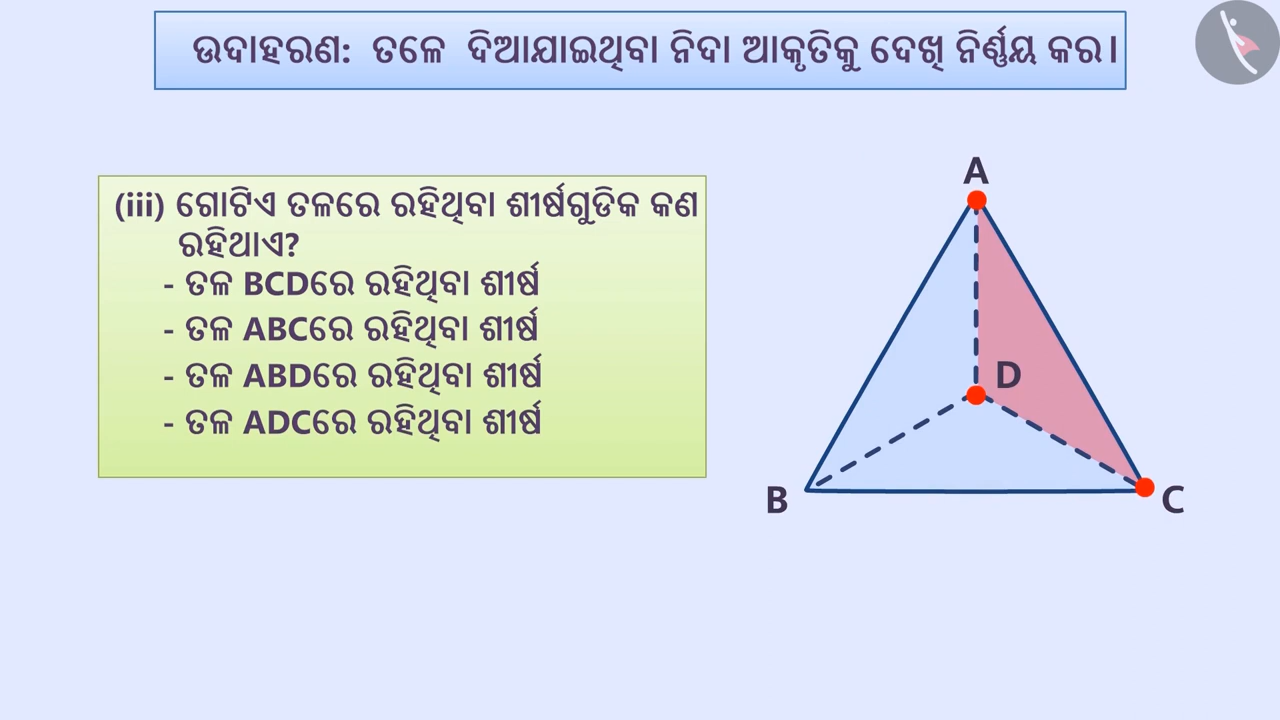 ଉଦାହରଣ: ତଳେ ଦିଆଯାଇଥିବା ନିଦା ଆକୃତିକୁ ଦେଖି ନିର୍ଣ୍ଣୟ କର।
(iii) ଗୋଟିଏ ତଳରେ ରହିଥିବା ଶୀର୍ଷଗୁଡିକ କଣ
ରହିଥାଏ?
- ତଳ BCDରେ ରହିଥିବା ଶୀର୍ଷ
- ତଳ ABCରେ ରହିଥିବା ଶୀର୍ଷ
- ତଳ ABDରେ ରହିଥିବା ଶୀର୍ଷ
- ତଳ ADCରେ ରହିଥିବା ଶୀର୍ଷ
A
D
B
C